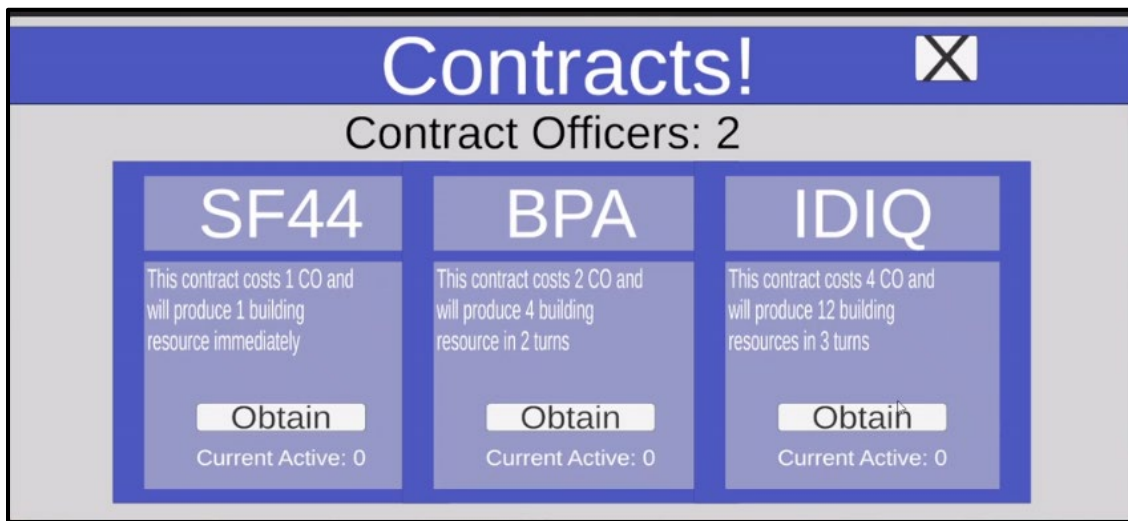 Contracts!
X
Contract Officers: 2
SF44
This contract costs 1 CO and
will produce 1 building
resource immediately
Obtain
Current Active: 0
BPA
This contract costs 2 CO and
will produce 4 building
resource in 2 turns
Obtain
Current Active: 0
IDIQ
This contract costs 4 CO and
will produce 12 building
resources in 3 turns
Obtain
Current Active: 0